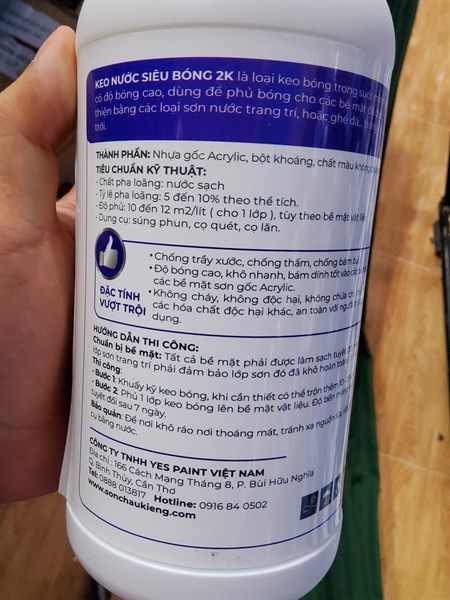 KEO NƯỚC SIÊU BÓNG 2K là loại keo bóng trong suốt
có độ bóng cao, dùng để phủ bóng cho các bề mặt
thiện bằng các loại sơn nước trang trí, hoặc ghế đá...
trời.
THÀNH PHẦN: Nhựa gốc Acrylic, bột khoáng, chất màu không
TIÊU CHUẨN KỸ THUẬT:
- Chất pha loãng: nước sạch
- Tỷ lệ pha loãng: 5 đến 10% theo thể tích.
- Độ phủ: 10 đến 12 m2/lít ( cho 1 lớp ), tùy theo bề mặt vật liệu
- Dụng cụ: súng phun, cọ quét, cọ lăn.
ĐẶC TÍNH
VƯỢT TRỘI
• Chống trầy xước, chống thấm, chống bám bụi
• Độ bóng cao, khô nhanh, bám dính tốt vào các
các bề mặt sơn gốc Acrylic.
• Không cháy, không độc hại, không chứa chì
các hóa chất độc hại khác, an toàn với người
dụng.
HƯỚNG DẪN THI CÔNG:
Chuẩn bị bề mặt: Tất cả bề mặt phải được làm sạch tuyệt
lớp sơn trang trí phải đảm bảo lớp sơn đó đã khô hoàn
Thi công:
- Bước 1: Khuấy kỹ keo bóng, khi cần thiết có thể trộn thêm
- Bước 2: Phủ 1 lớp keo bóng lên bề mặt vật liệu. Độ bền màng
tuyệt đối sau 7 ngày.
Bảo quản: Để nơi khô ráo nơi thoáng mát, tránh xa nguồn
cụ bằng nước.
CÔNG TY TNHH YES PAINT VIỆT NAM
Địa chỉ : 166 Cách Mạng Tháng 8, P. Bùi Hữu Nghĩa
Q. Bình Thủy, Cần Thơ
Tel: 0888 013817 Hotline: 0916 84 0502
www.sonchaukieng.com